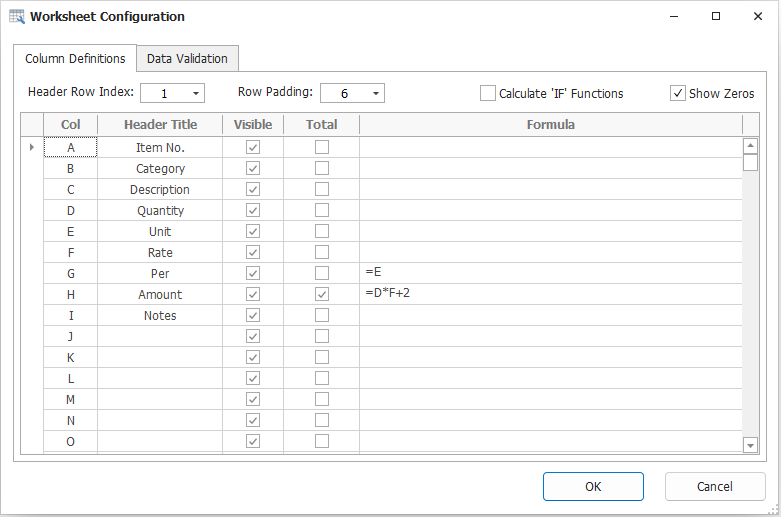 Worksheet Configuration
Column Definitions Data Validation
Header Row Index: 1 Row Padding: 6 Calculate 'IF' Functions Show Zeros
Col Header Title Visible Total Formula
A Item No.
B Category
C Description
D Quantity
E Unit
F Rate
G Per =E
H Amount =D*F+2
I Notes
J
K
L
M
N
O
OK Cancel